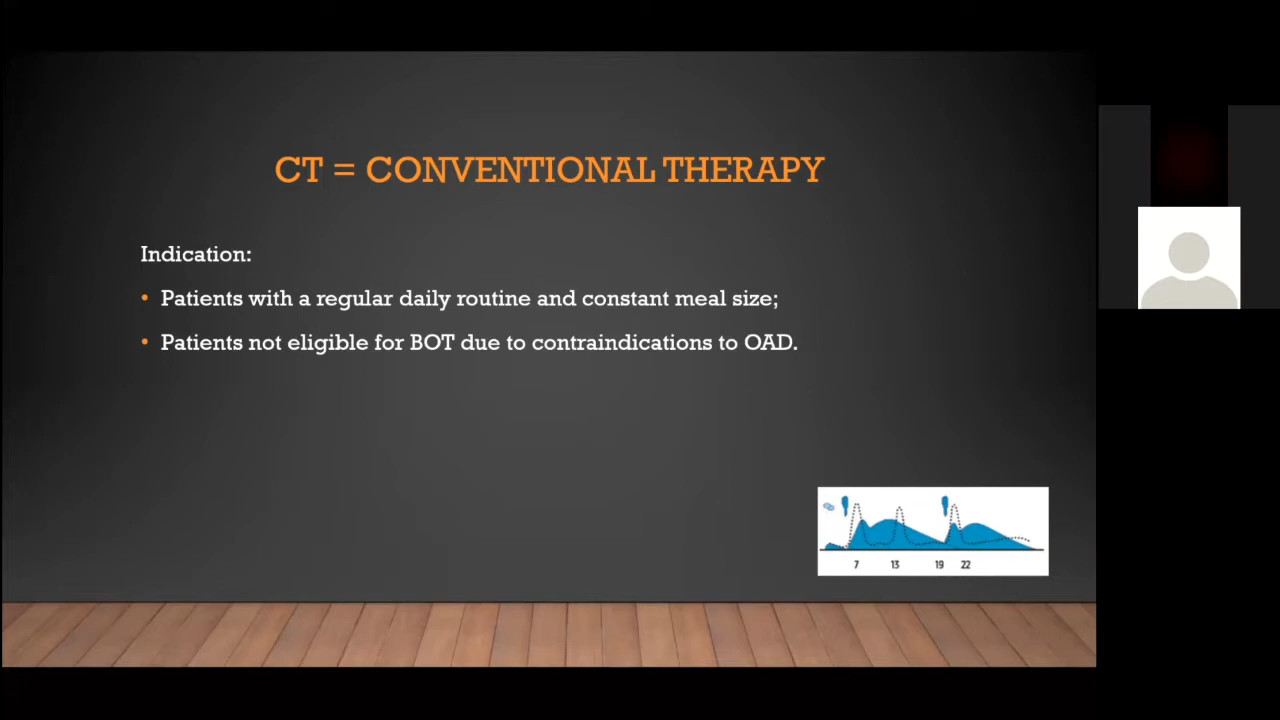 CT = CONVENTIONAL THERAPY
Indication:
• Patients with a regular daily routine and constant meal size;
• Patients not eligible for BOT due to contraindications to OAD.
7 13 19 22